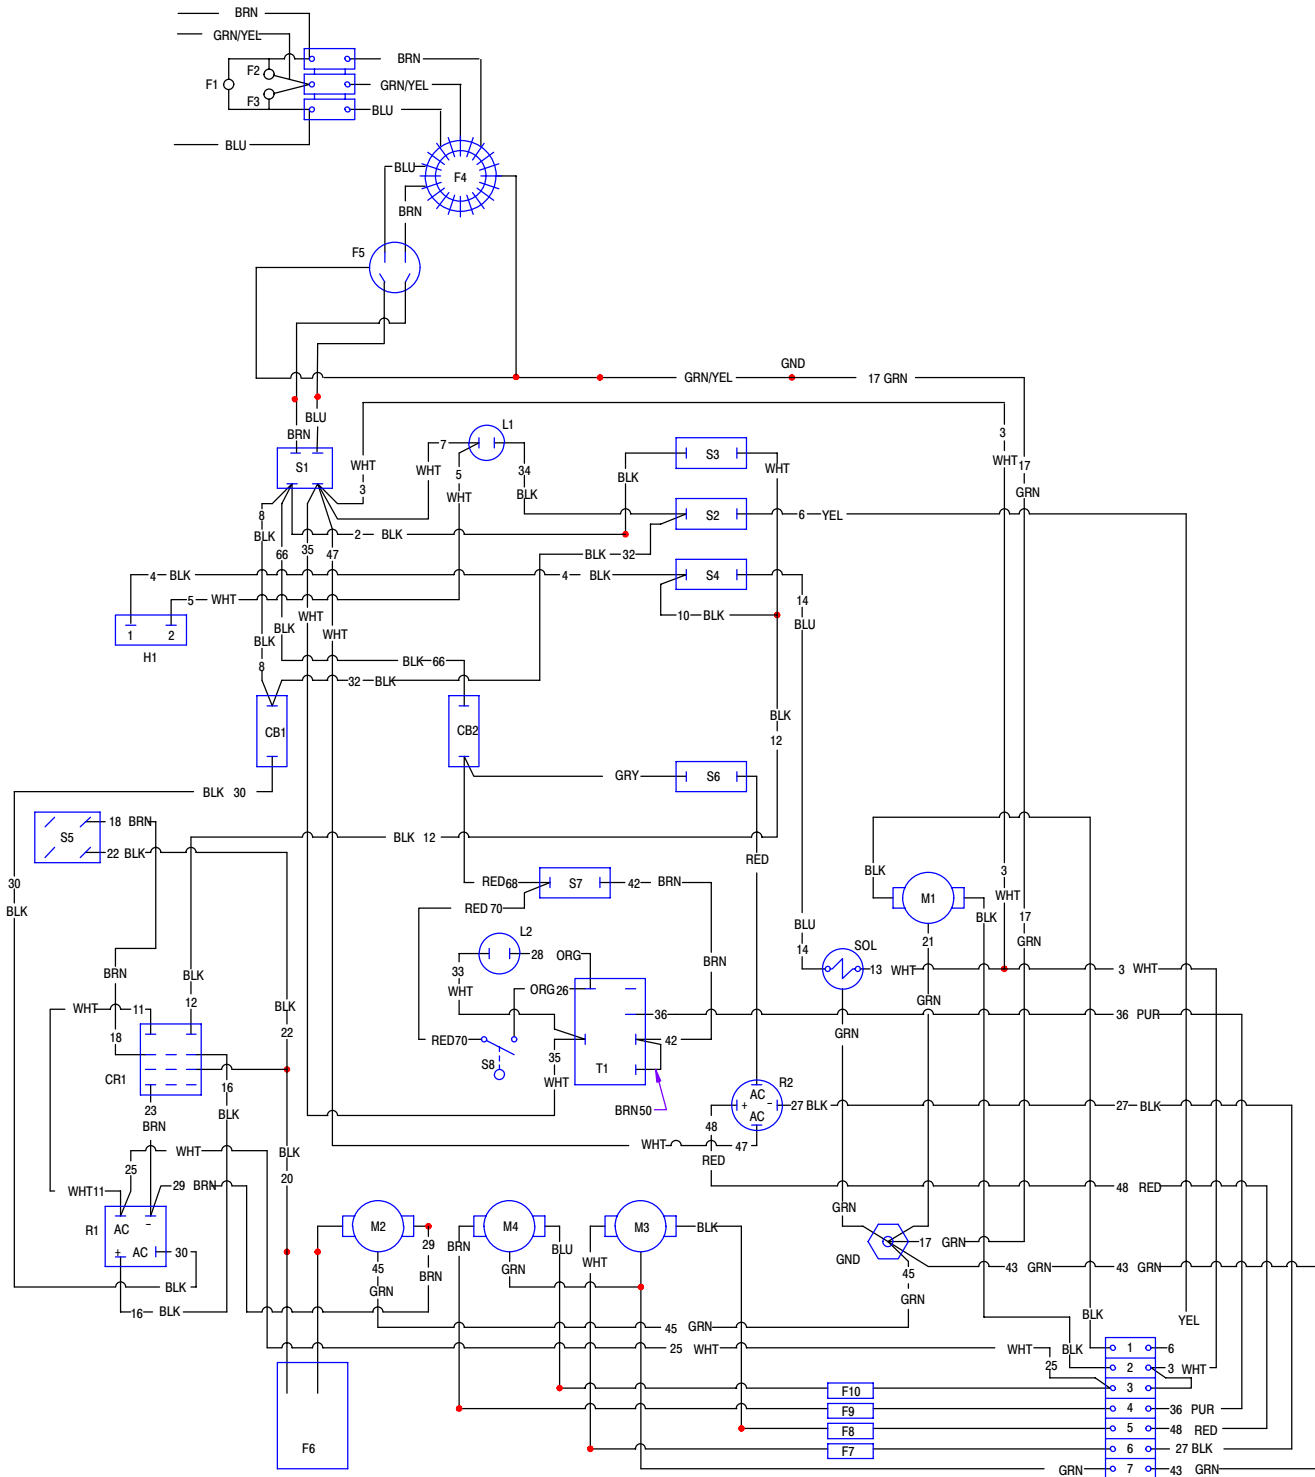 BRN
GRN/YEL
F2
BRN
F1
GRN/YEL
F3
BLU
BLU
BLU
F4
BRN
F5
GND
GRN/YEL
17 GRN
BLU
L1
BRN
3
7
S3
S1
WHT
WHT
5
34
WHT
WHT
17
3
WHT
BLK
BLK
GRN
8
S2
6
YEL
BLK
2
BLK
35
47
66
BLK
32
4
BLK
4
BLK
S4
5
WHT
14
WHT
10
BLK
BLU
1
2
BLK
WHT
BLK
H1
8
BLK
66
32
BLK
BLK
CB1
CB2
12
GRY
S6
BLK
30
18
BRN
S5
BLK
12
22
BLK
RED
30
BLK
3
RED
68
S7
42
BRN
WHT
M1
BLK
RED
70
BLK
17
BLU
L2
21
GRN
14
SOL
28
ORG
BRN
33
13
WHT
3
WHT
BRN
BLK
WHT
ORG
26
GRN
WHT
11
12
BLK
36
36
PUR
18
22
RED
70
42
GRN
35
S8
T1
CR1
WHT
R2
16
AC
BRN
50
+
-
27
BLK
27
BLK
23
BLK
AC
BRN
48
WHT
47
WHT
BLK
RED
25
20
29
BRN
48
RED
WHT
11
GRN
R1
AC
-
M2
M4
M3
BLK
+
AC
30
29
BRN
BLU
17
GRN
WHT
GND
45
GRN
45
43
GRN
43
GRN
BLK
BRN
GRN
GRN
16
BLK
BLK
YEL
45
GRN
25
WHT
WHT
BLK
1
6
25
2
3
WHT
F10
3
F9
4
36
PUR
F8
5
48
RED
F6
F7
6
27 BLK
GRN
7
43
GRN